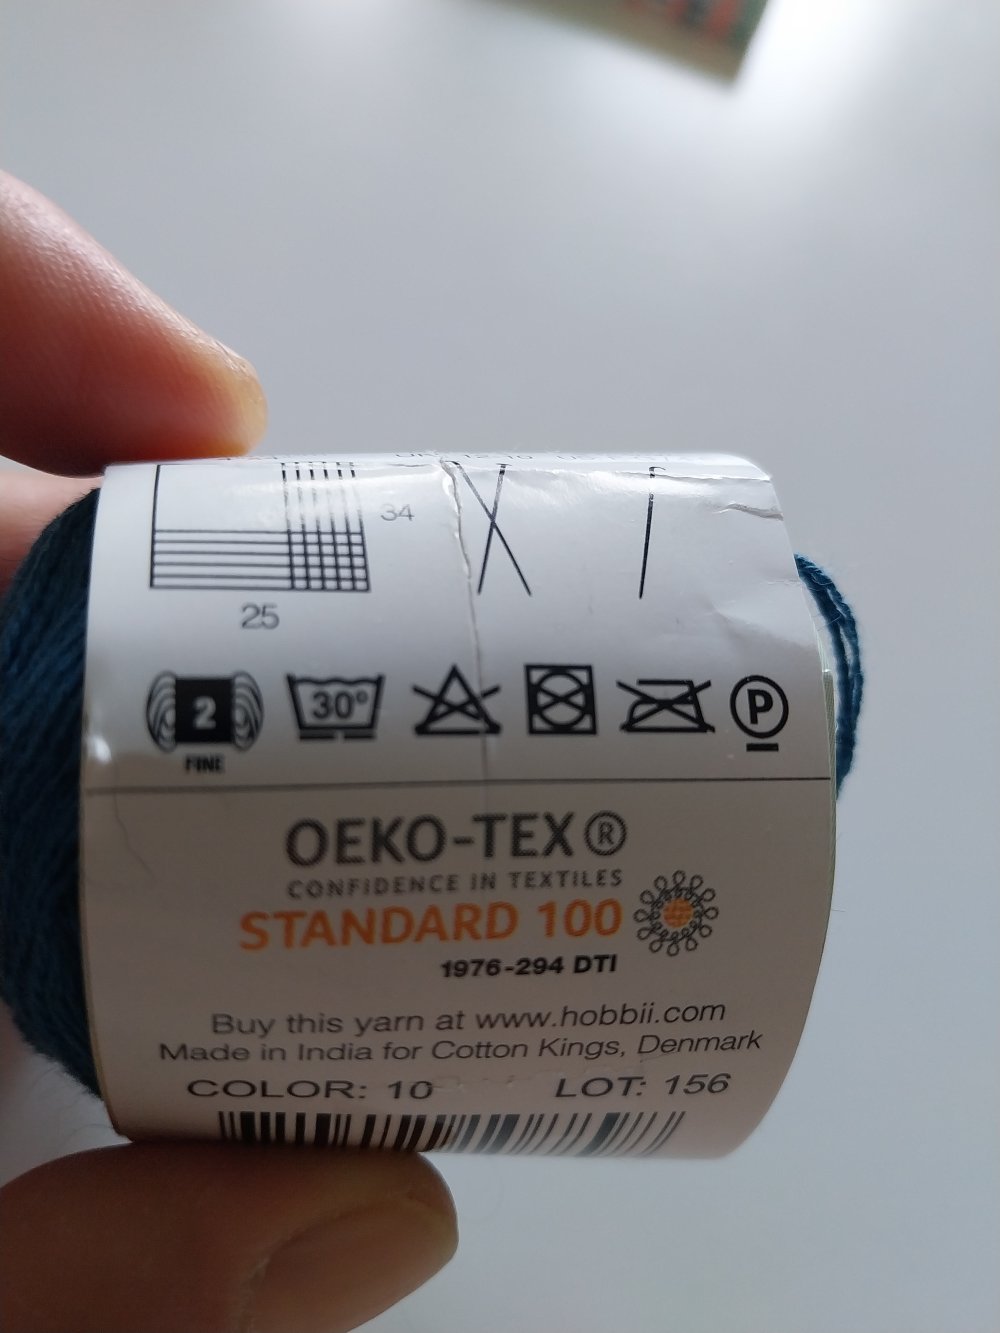 34
25
2
30°
P
FINE
OEKO-TEX®
CONFIDENCE IN TEXTILES
STANDARD 100
1976-294 DTI
Buy this yarn at www.hobbii.com
Made in India for Cotton Kings, Denmark
COLOR: 10
LOT: 156